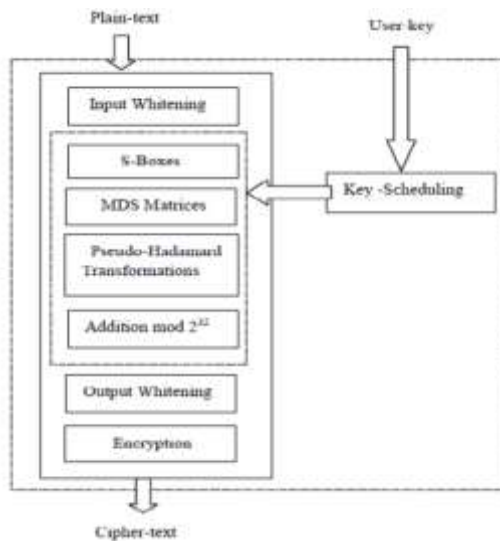 Plain-text
User-key
Input Whitening
S-Boxes
Key -Scheduling
MDS Matrices
Pseudo-Hadamard
Transformations
Addition mod 2³²
Output Whitening
Encryption
Cipher-text